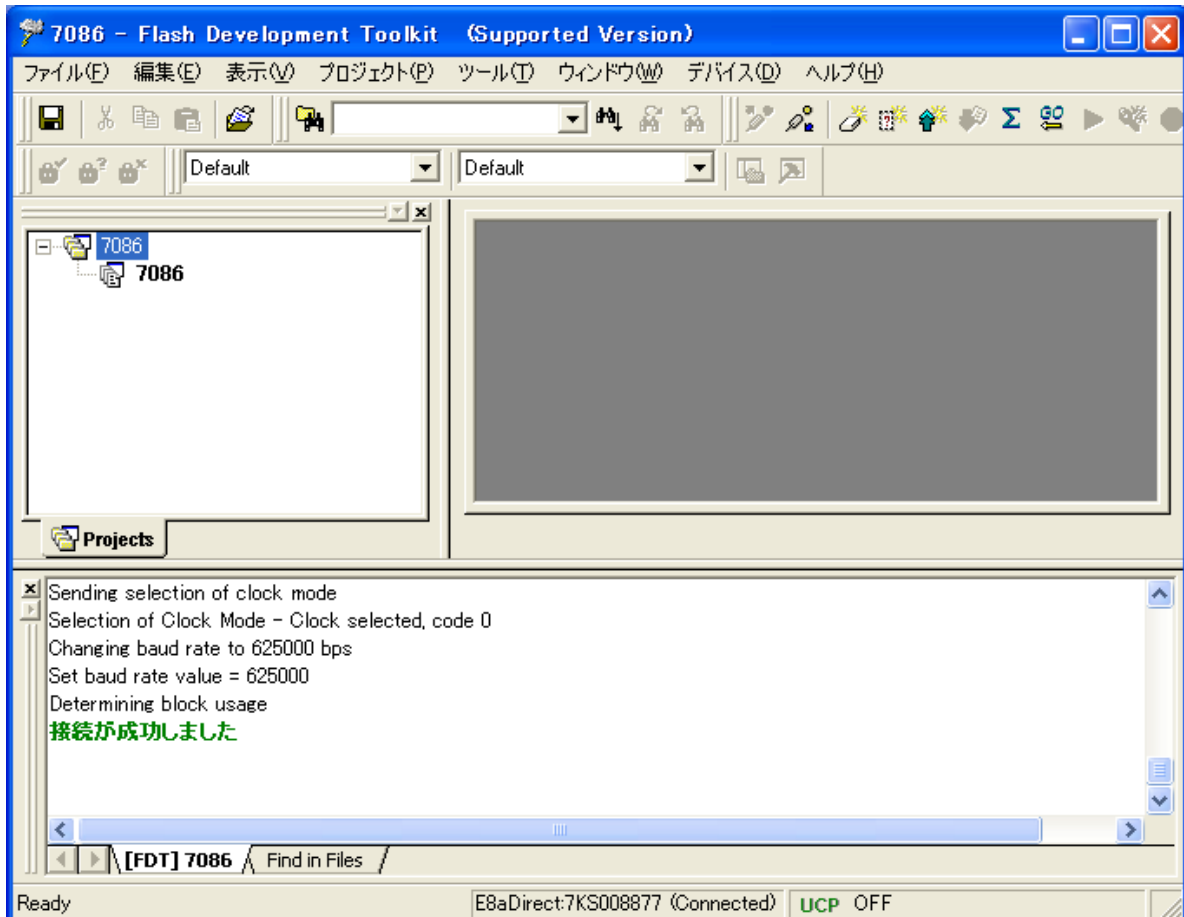 7086 - Flash Development Toolkit (Supported Version)
ファイル(F) 編集(E) 表示(V) プロジェクト(P) ツール(T) ウィンドウ(W) デバイス(D) ヘルプ(H)
Default Default
7086
7086
Projects
Sending selection of clock mode
Selection of Clock Mode - Clock selected, code 0
Changing baud rate to 625000 bps
Set baud rate value = 625000
Determining block usage
接続が成功しました
[FDT] 7086 Find in Files
Ready E8aDirect:7KS008877 (Connected) UCP OFF